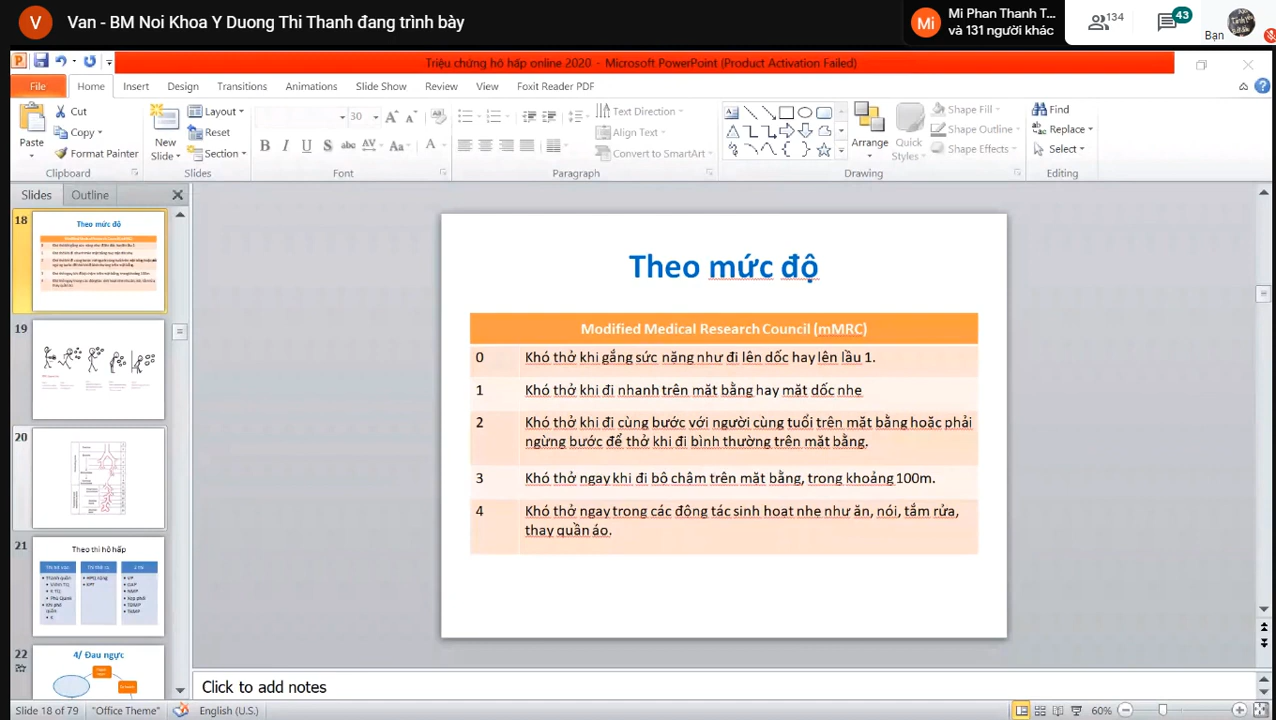 Van - BM Noi Khoa Y Duong Thi Thanh đang trình bày
Mi
Mi Phan Thanh T...
và 131 người khác
134
43
Bạn
Triệu chứng hô hấp online 2020 - Microsoft PowerPoint (Product Activation Failed)
File Home Insert Design Transitions Animations Slide Show Review View Foxit Reader PDF
Paste
Cut
Copy
Format Painter
Clipboard
New Slide
Layout
Reset
Section
Slides
30
Font
Text Direction
Align Text
Convert to SmartArt
Paragraph
Arrange
Quick Styles
Shape Fill
Shape Outline
Shape Effects
Drawing
Find
Replace
Select
Editing
Slides Outline
18
Theo mức độ
19
20
21
Theo thì hô hấp
22
4/ Đau ngực
Theo mức độ
Modified Medical Research Council (mMRC)
0 Khó thở khi gắng sức nặng như đi lên dốc hay lên lầu 1.
1 Khó thở khi đi nhanh trên mặt bằng hay mặt dốc nhẹ
2 Khó thở khi đi cùng bước với người cùng tuổi trên mặt bằng hoặc phải
ngừng bước để thở khi đi bình thường trên mặt bằng.
3 Khó thở ngay khi đi bộ chậm trên mặt bằng, trong khoảng 100m.
4 Khó thở ngay trong các động tác sinh hoạt nhẹ như ăn, nói, tắm rửa,
thay quần áo.
Click to add notes
Slide 18 of 79 "Office Theme" English (U.S.) 60%